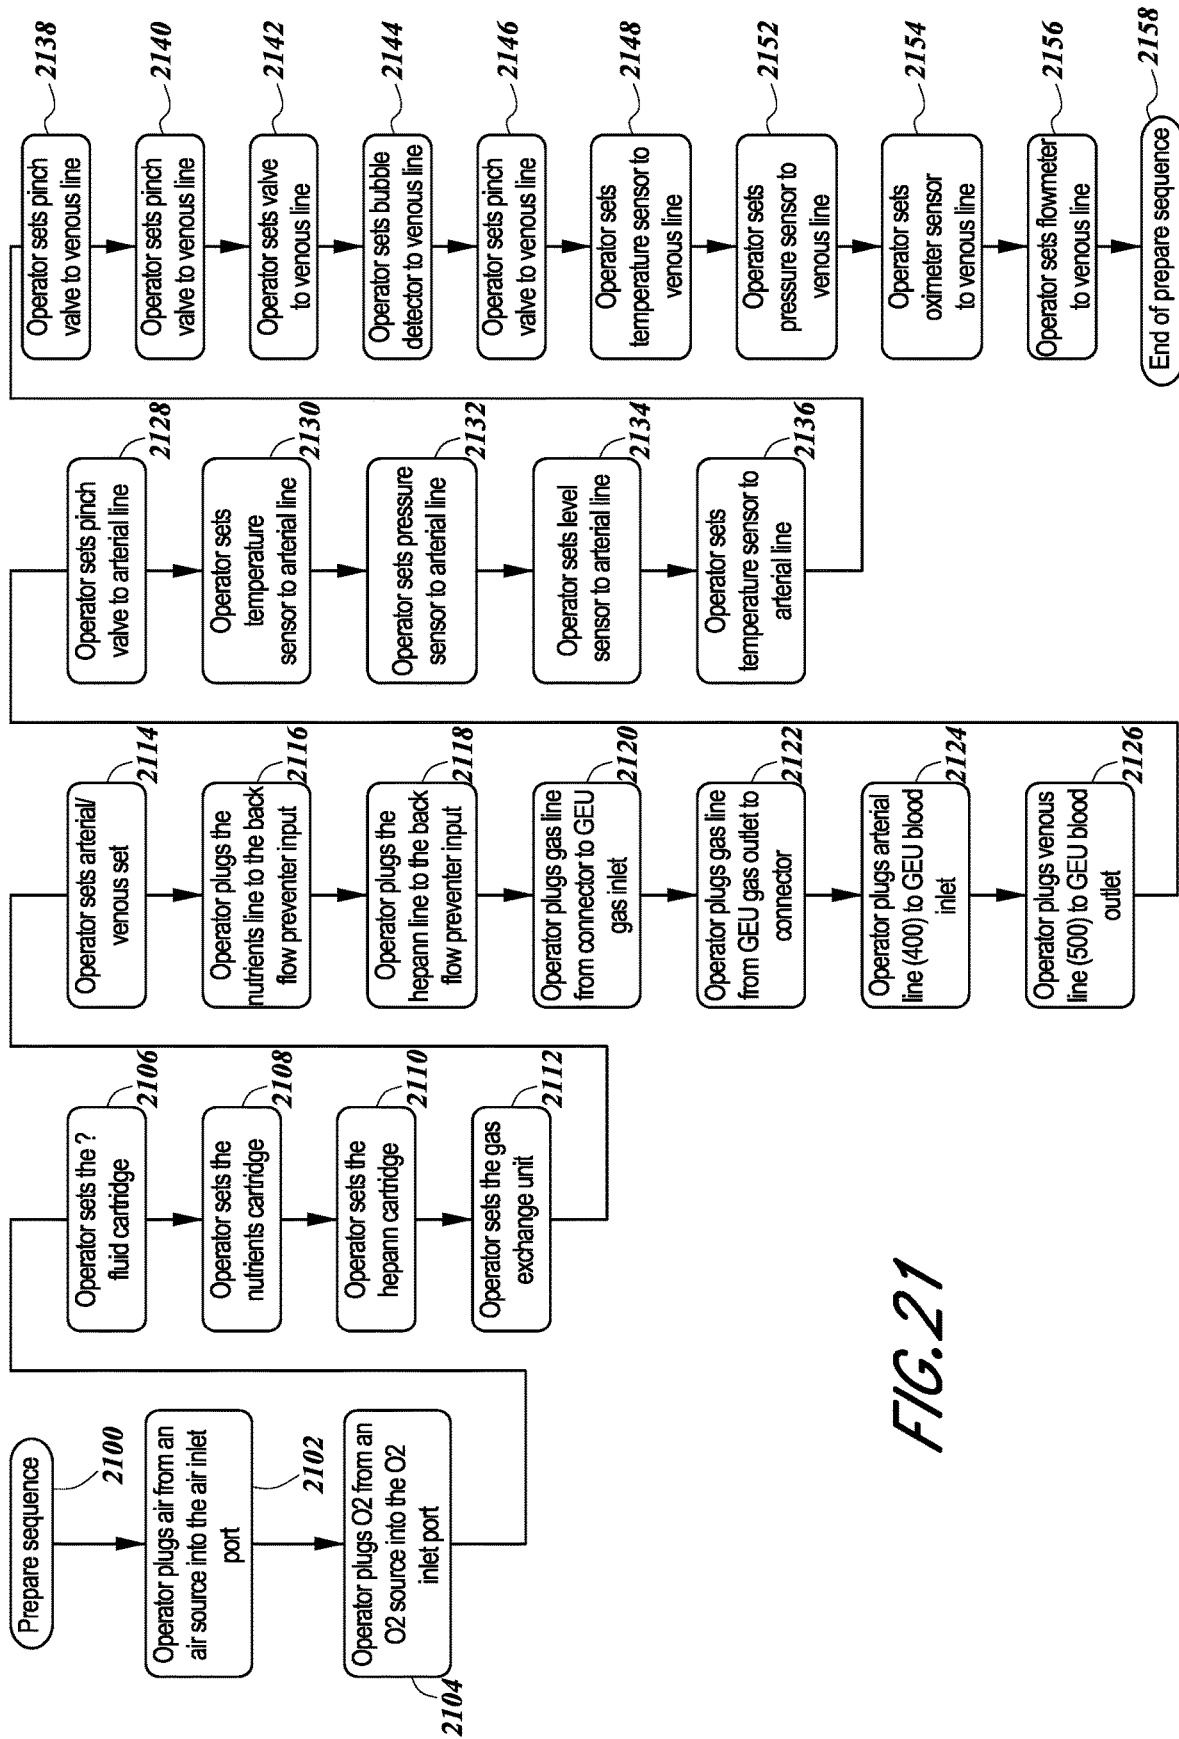 Prepare sequence
2100
Operator plugs air from an
air source into the air inlet
port
2102
Operator plugs O2 from an
O2 source into the O2
inlet port
2104
Operator sets the ?
fluid cartridge
2106
Operator sets the
nutrients cartridge
2108
Operator sets the
hepann cartridge
2110
Operator sets the gas
exchange unit
2112
Operator sets arterial/
venous set
2114
Operator plugs the
nutrients line to the back
flow preventer input
2116
Operator plugs the
hepann line to the back
flow preventer input
2118
Operator plugs gas line
from connector to GEU
gas inlet
2120
Operator plugs gas line
from GEU gas outlet to
connector
2122
Operator plugs arterial
line (400) to GEU blood
inlet
2124
Operator plugs venous
line (500) to GEU blood
outlet
2126
Operator sets pinch
valve to arterial line
2128
Operator sets
temperature
sensor to arterial line
2130
Operator sets pressure
sensor to arterial line
2132
Operator sets level
sensor to arterial line
2134
Operator sets
temperature sensor to
arterial line
2136
Operator sets pinch
valve to venous line
2138
Operator sets pinch
valve to venous line
2140
Operator sets valve
to venous line
2142
Operator sets bubble
detector to venous line
2144
Operator sets pinch
valve to venous line
2146
Operator sets
temperature sensor to
venous line
2148
Operator sets
pressure sensor to
venous line
2152
Operator sets
oximeter sensor
to venous line
2154
Operator sets flowmeter
to venous line
2156
End of prepare sequence
2158
FIG.21